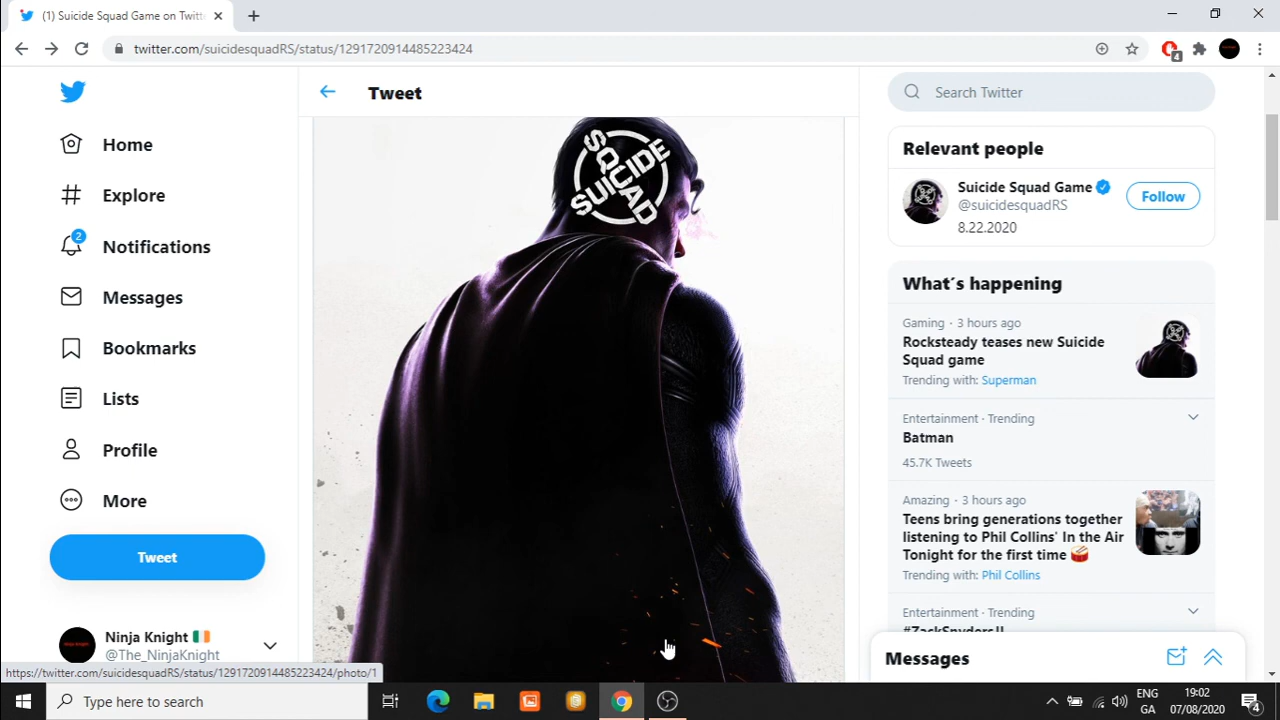 (1) Suicide Squad Game on Twitt
twitter.com/suicidesquadRS/status/1291720914485223424
4
Tweet
Search Twitter
Home
Explore
2
Notifications
Messages
Bookmarks
Lists
Profile
More
Tweet
Ninja Knight
@The_NinjaKnight
https://twitter.com/suicidesquadRS/status/1291720914485223424/photo/1
SUICIDE
SQUAD
Relevant people
Suicide Squad Game
@suicidesquadRS
Follow
8.22.2020
What's happening
Gaming · 3 hours ago
Rocksteady teases new Suicide
Squad game
Trending with: Superman
Entertainment · Trending
Batman
45.7K Tweets
Amazing · 3 hours ago
Teens bring generations together
listening to Phil Collins' In the Air
Tonight for the first time 🥁
Trending with: Phil Collins
Entertainment · Trending
Messages
Type here to search
ENG
GA
19:02
07/08/2020
4